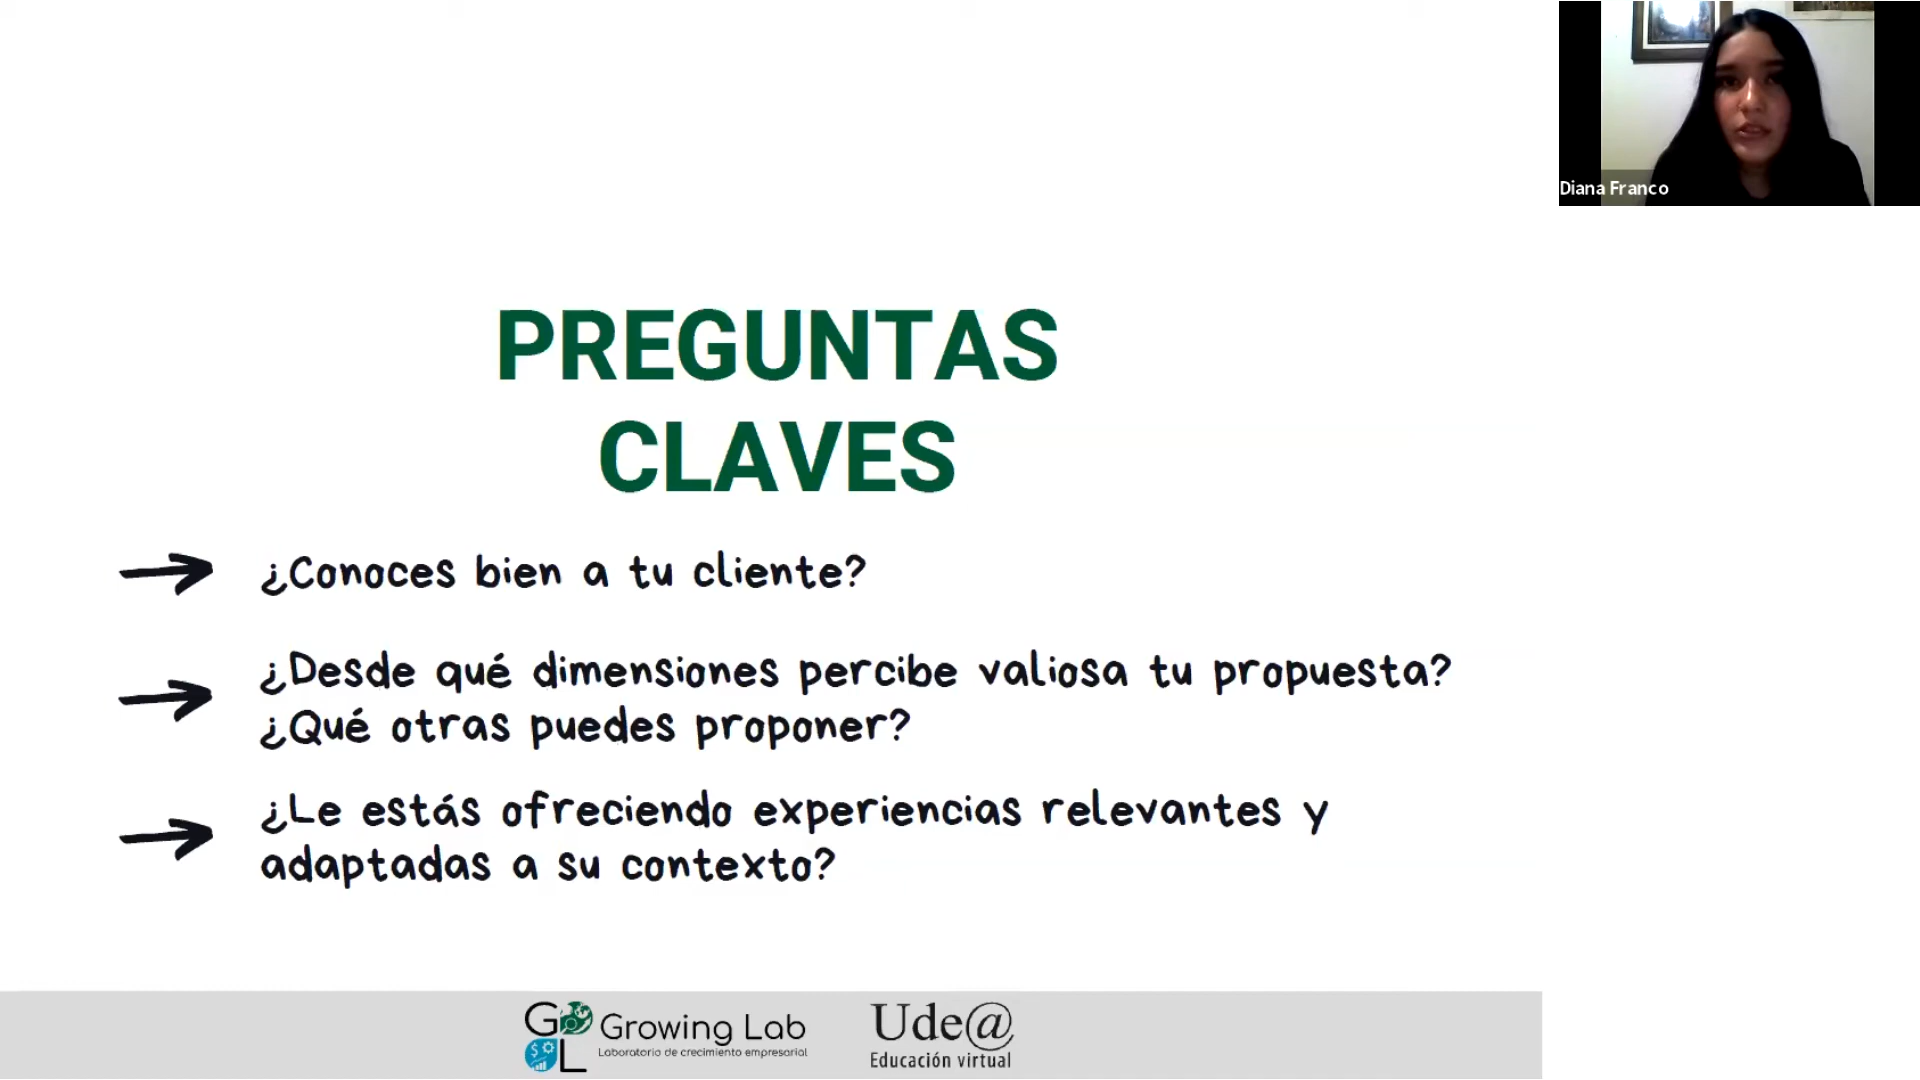 Diana Franco
PREGUNTAS
CLAVES
¿Conoces bien a tu cliente?
¿Desde qué dimensiones percibe valiosa tu propuesta?
¿Qué otras puedes proponer?
¿Le estás ofreciendo experiencias relevantes y
adaptadas a su contexto?
GL Growing Lab
Laboratorio de crecimiento empresarial
Ude@
Educación virtual